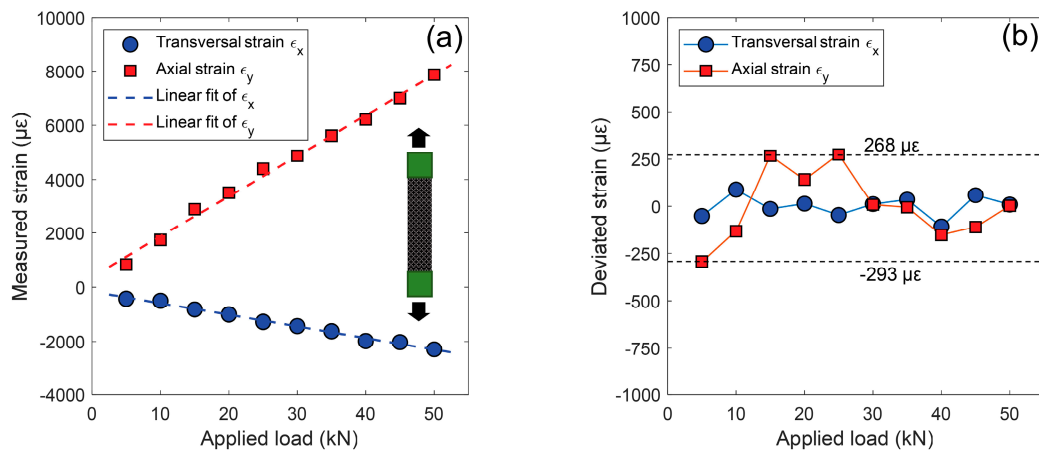 (a)
Transversal strain ϵx
Axial strain ϵy
Linear fit of ϵx
Linear fit of ϵy
Measured strain (με)
10000
8000
6000
4000
2000
0
-2000
-4000
0 10 20 30 40 50
Applied load (kN)
(b)
Transversal strain ϵx
Axial strain ϵy
268 με
-293 με
Deviated strain (με)
1000
750
500
250
0
-250
-500
-750
-1000
0 10 20 30 40 50
Applied load (kN)